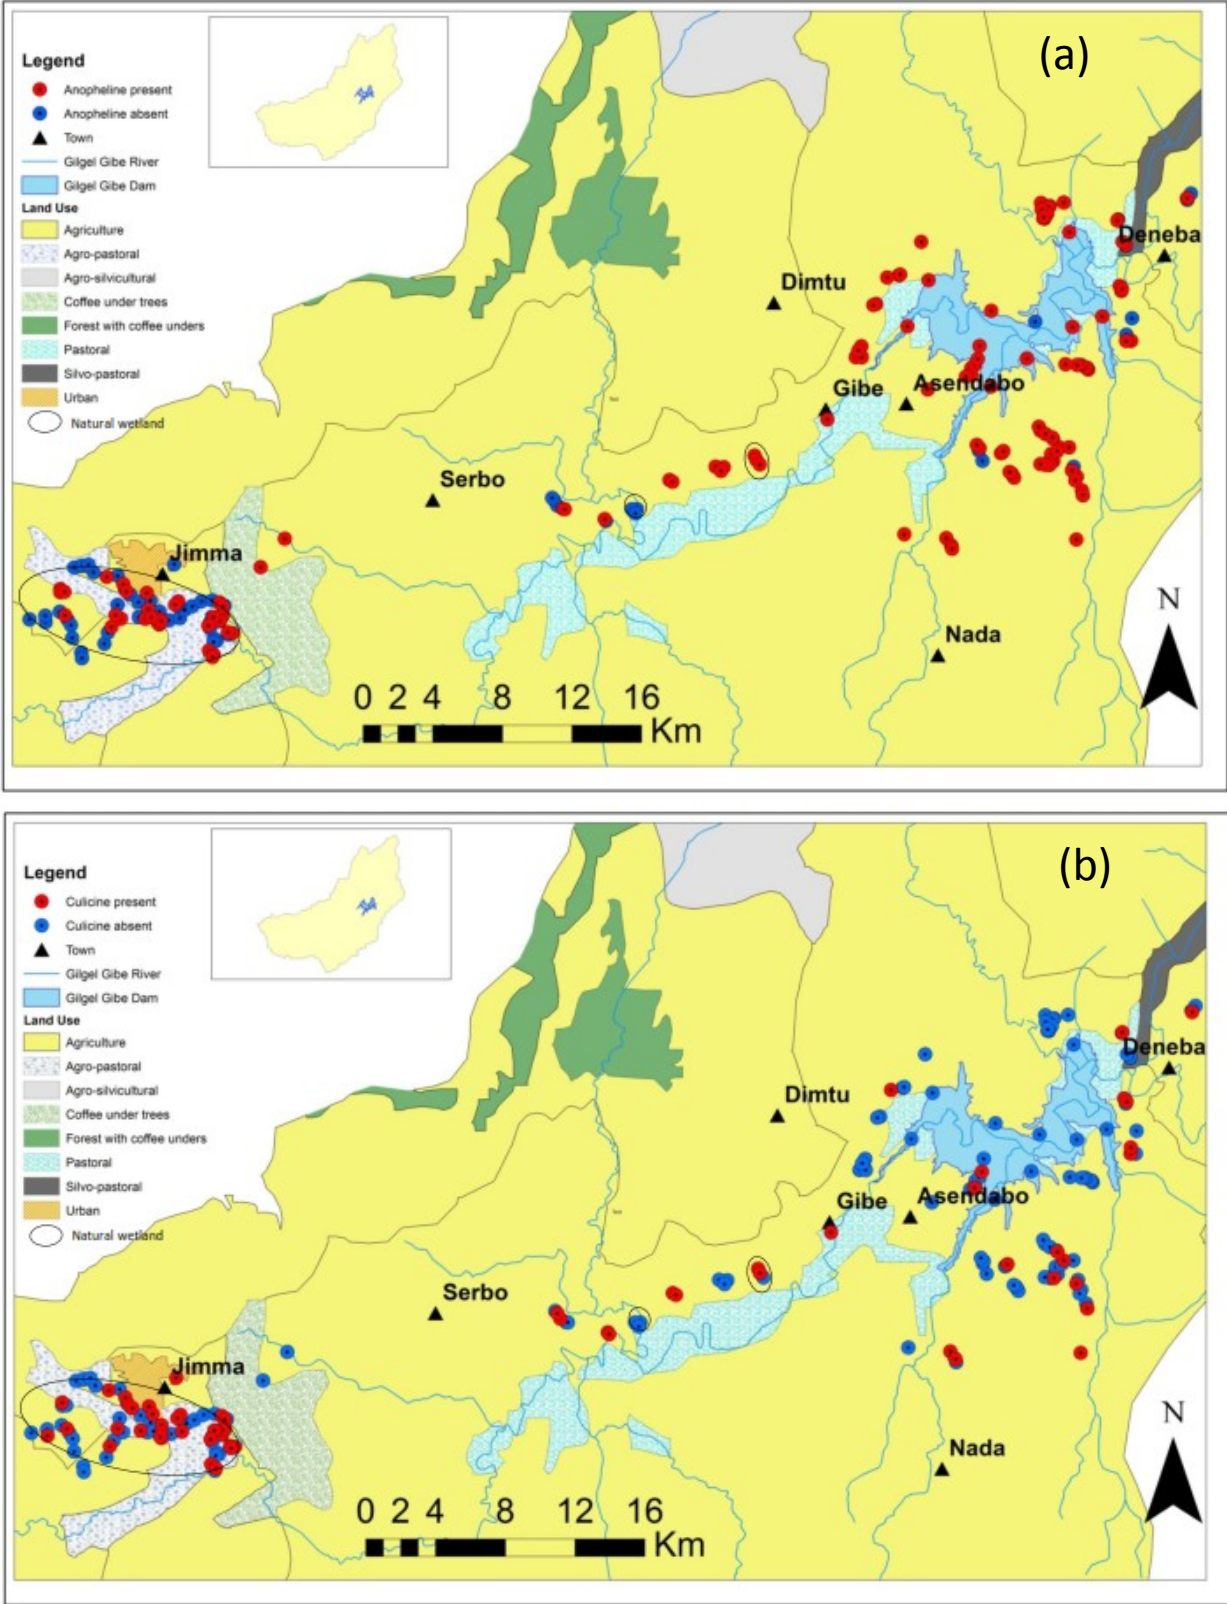 (a)
Legend
Anopheline present
Anopheline absent
Town
Gilgel Gibe River
Gilgel Gibe Dam
Land Use
Agriculture
Agro-pastoral
Agro-silvicultural
Coffee under trees
Forest with coffee unders
Pastoral
Silvo-pastoral
Urban
Natural wetland
Deneba
Dimtu
Gibe
Asendabo
Serbo
Jimma
N
Nada
0 2 4 8 12 16
Km
(b)
Legend
Culicine present
Culicine absent
Town
Gilgel Gibe River
Gilgel Gibe Dam
Land Use
Agriculture
Agro-pastoral
Agro-silvicultural
Coffee under trees
Forest with coffee unders
Pastoral
Silvo-pastoral
Urban
Natural wetland
Deneba
Dimtu
Gibe
Asendabo
Serbo
Jimma
N
Nada
0 2 4 8 12 16
Km